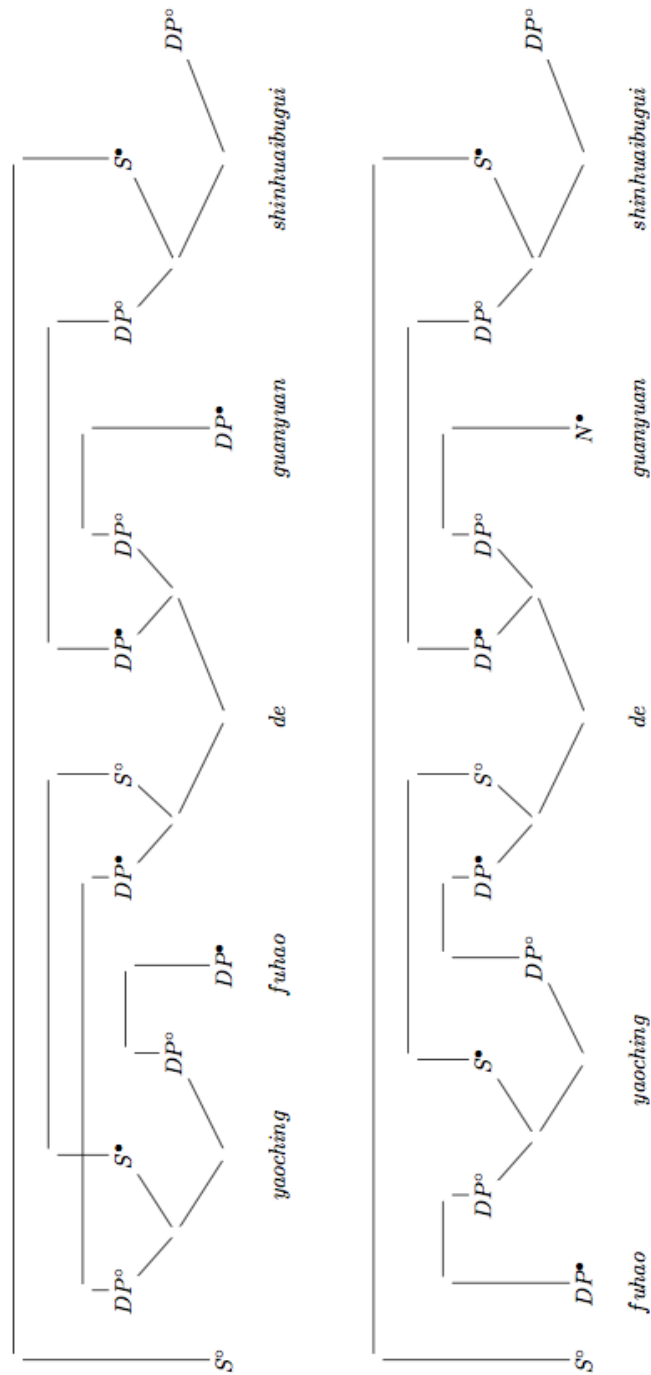 DP° S• DP• S° DP• DP° DP° S•
DP° DP°
S° DP• DP•
yaoching fuhao de guanyuan shinhuaibugui
DP° S• DP• S° DP• DP° DP° S•
DP° DP°
S° DP• N•
fuhao yaoching de guanyuan shinhuaibugui